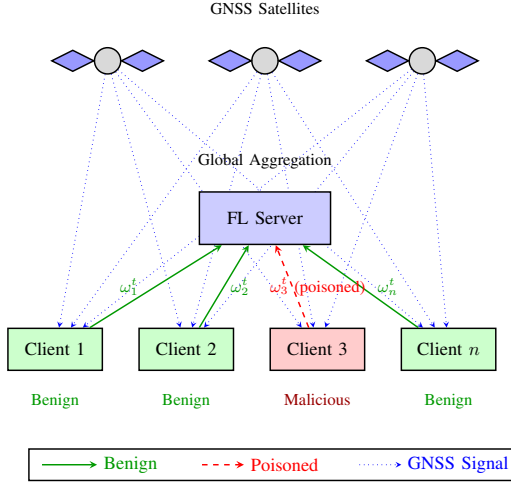 GNSS Satellites
Global Aggregation
FL Server
ω₁ᵗ
ω₂ᵗ
ω₃ᵗ (poisoned)
ωₙᵗ
Client 1
Client 2
Client 3
Client n
Benign
Benign
Malicious
Benign
Benign
Poisoned
GNSS Signal